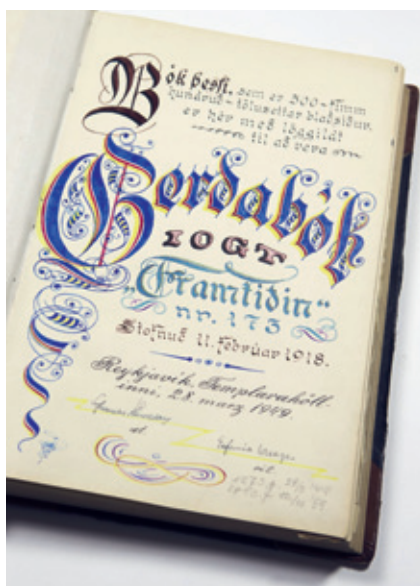 Bók þessi, sem er 500 - fimm
hundruð - tölusettar blaðsíður,
er hér með löggilt
til að vera
Gerðabók
IOGT
„Framtíðin“
nr. 173
Stofnuð 11. febrúar 1918.
Reykjavík, Templarahöll-
inni, 28. marz 1949.